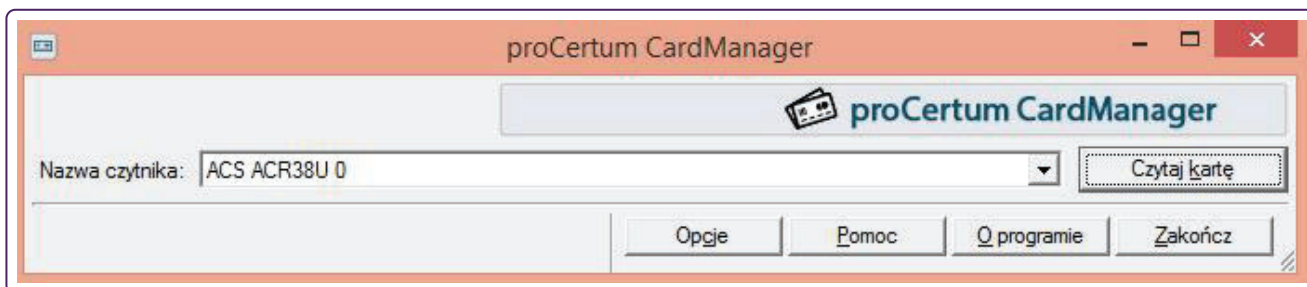 proCertum CardManager
proCertum CardManager
Nazwa czytnika: ACS ACR38U 0 Czytaj kartę
Opcje Pomoc O programie Zakończ